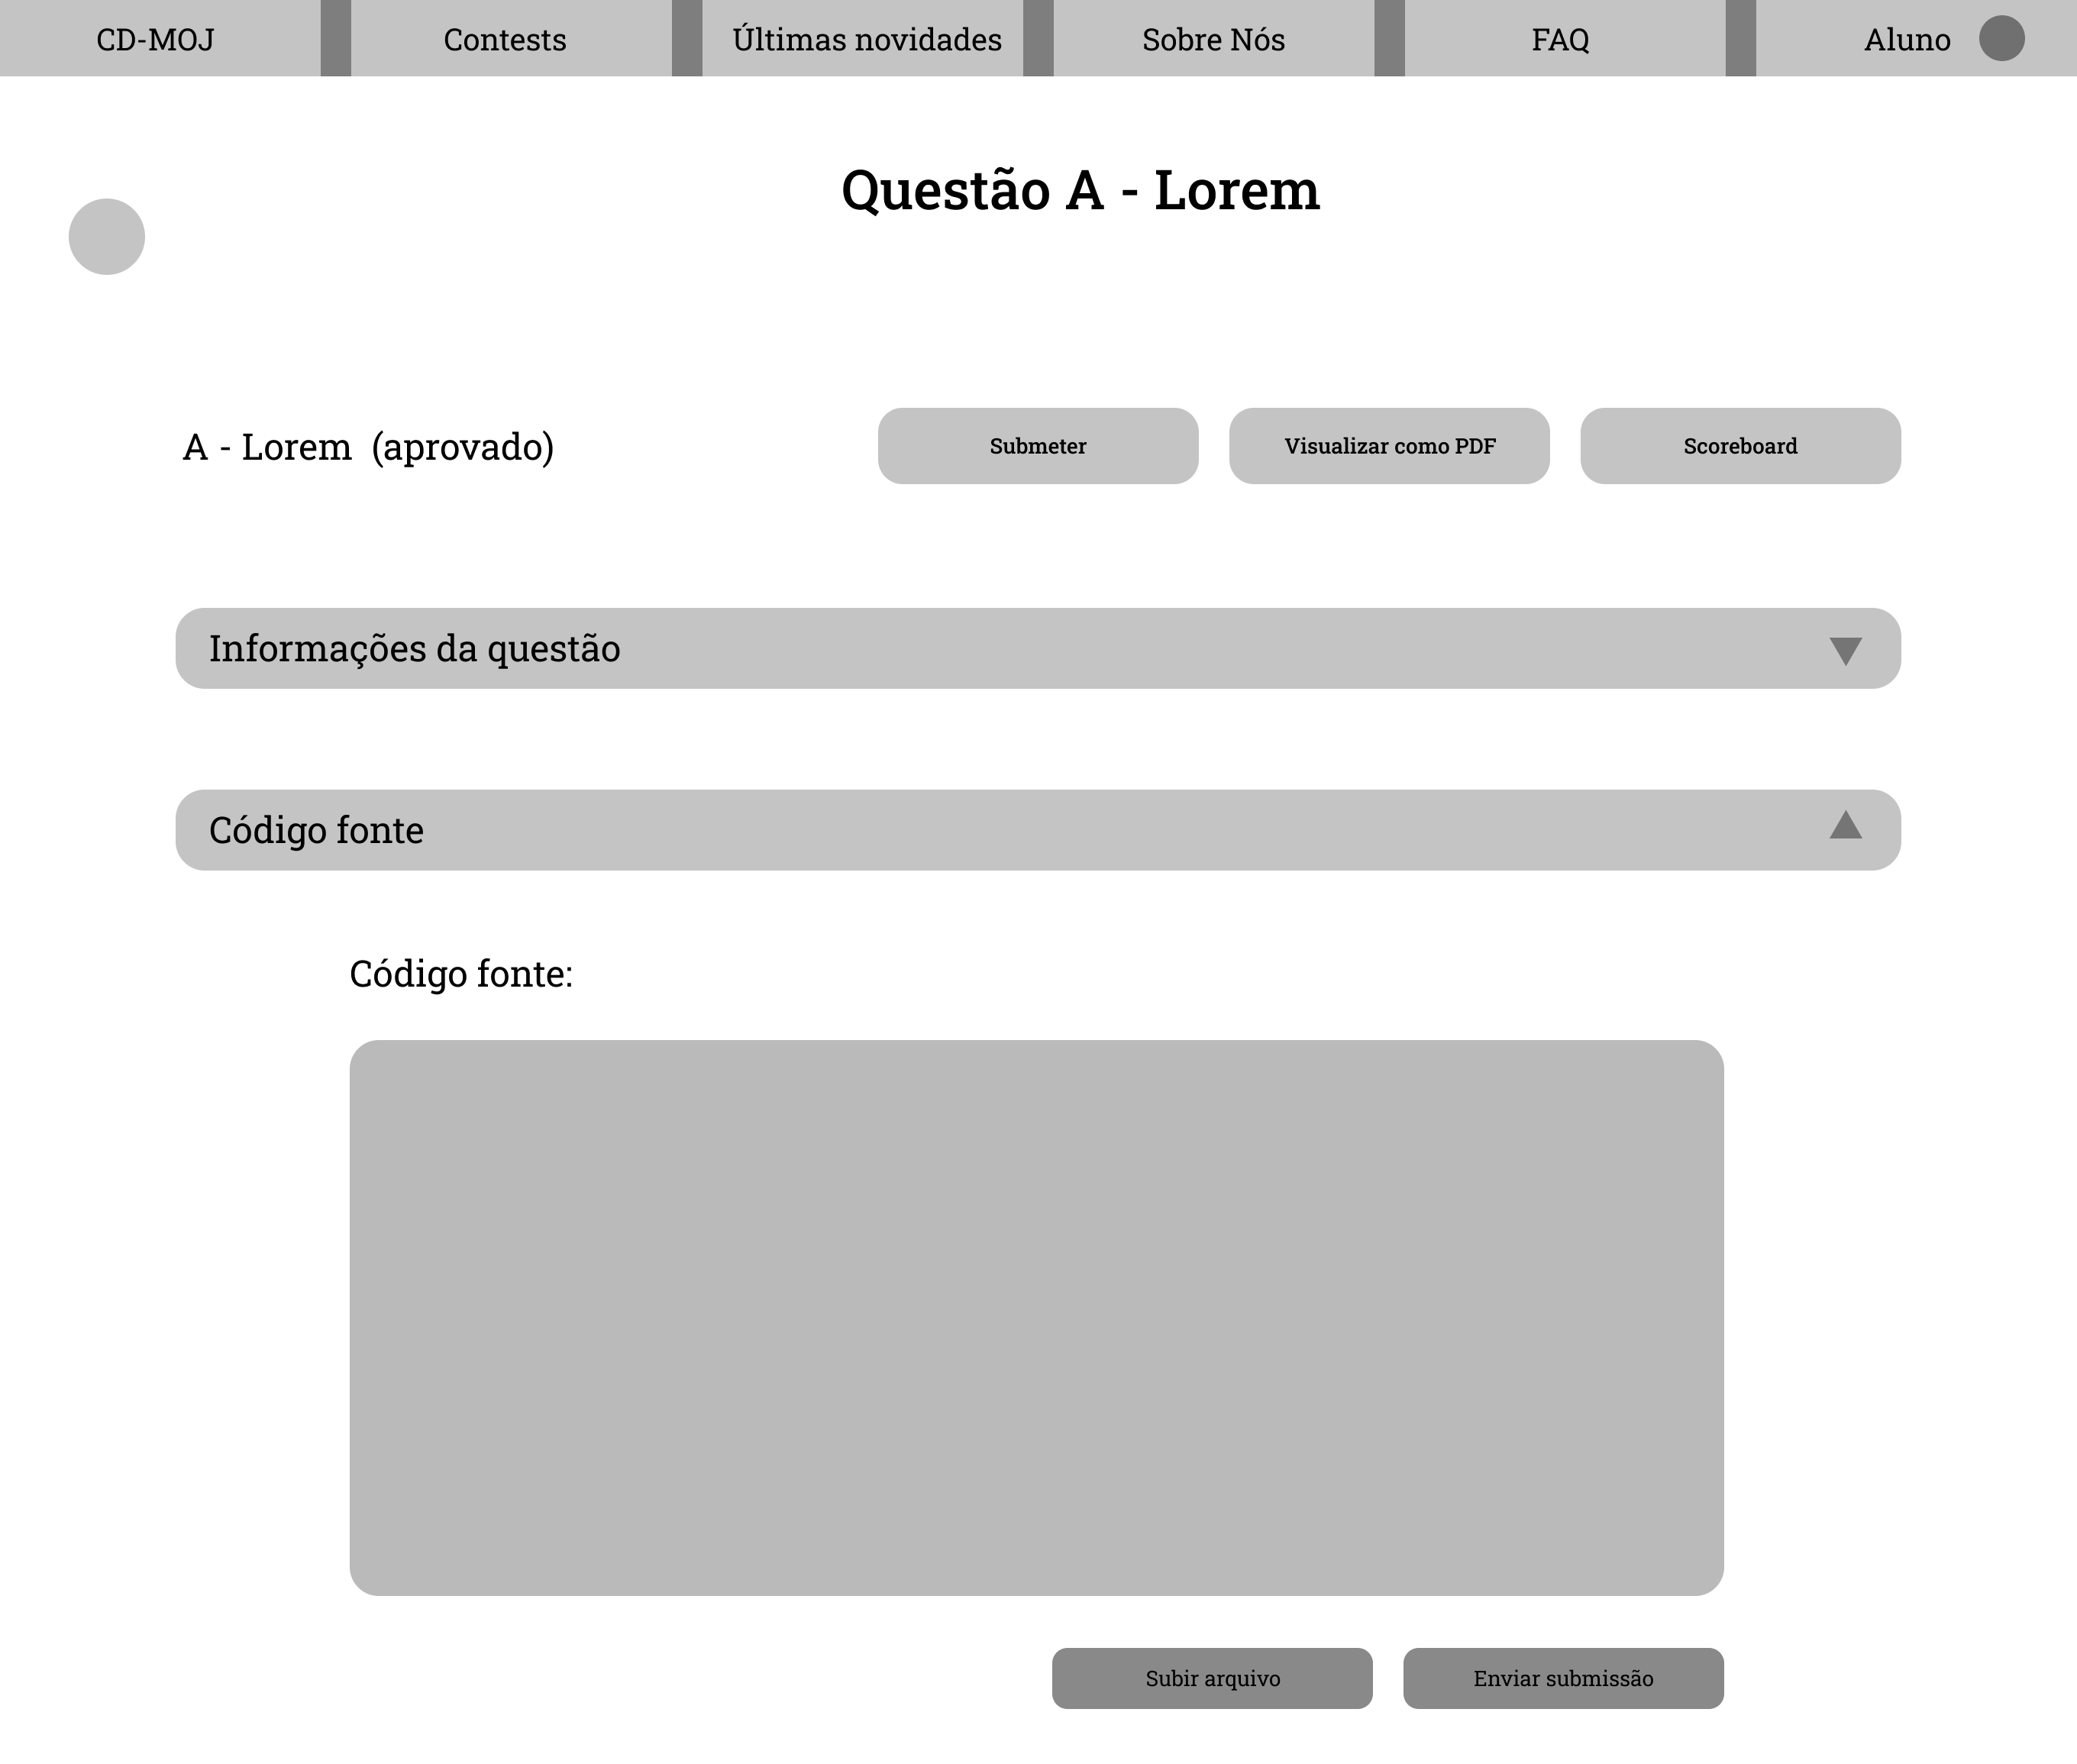 CD-MOJ
Contests
Últimas novidades
Sobre Nós
FAQ
Aluno
Questão A - Lorem
A - Lorem (aprovado)
Submeter
Visualizar como PDF
Scoreboard
Informações da questão
Código fonte
Código fonte:
Subir arquivo
Enviar submissão